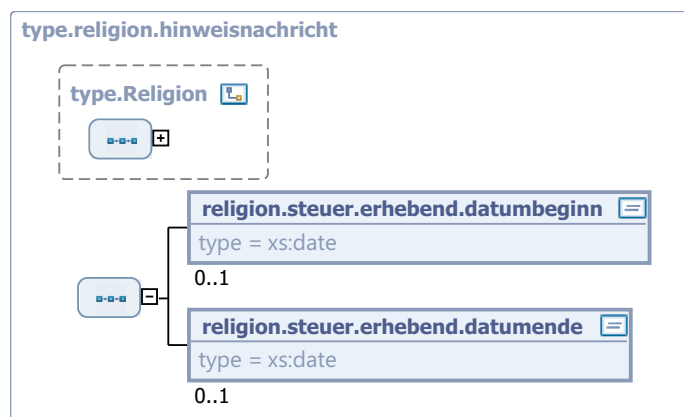 type.religion.hinweisnachricht
type.Religion
religion.steuer.erhebend.datumbeginn
type = xs:date
0..1
religion.steuer.erhebend.datumende
type = xs:date
0..1